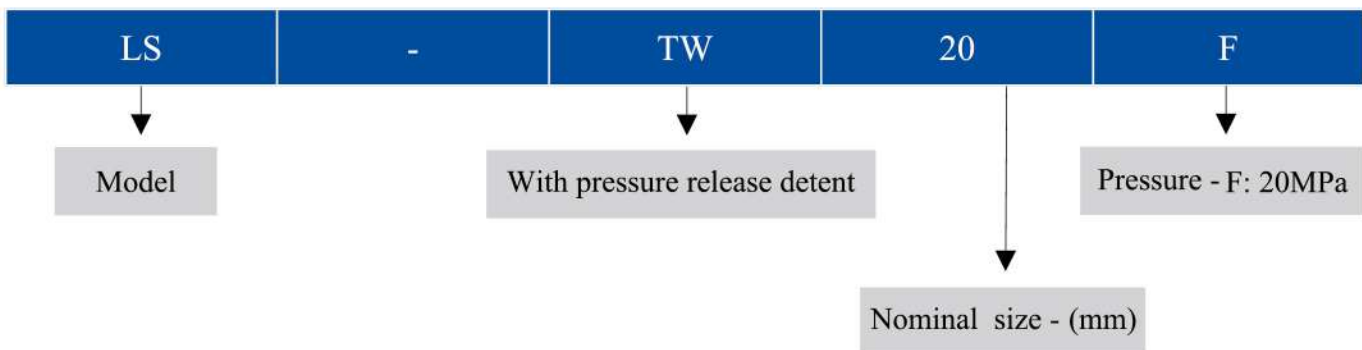 LS - TW 20 F
Model
With pressure release detent
Pressure - F: 20MPa
Nominal size - (mm)